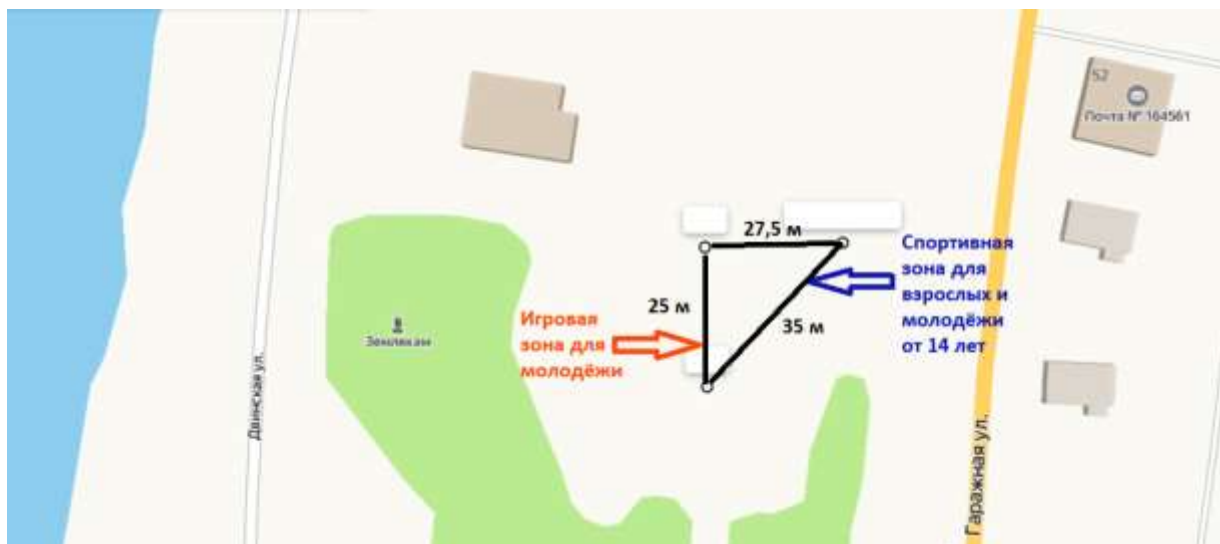 52
Почта № 164561
27,5 м
Спортивная
зона для
взрослых и
молодёжи
от 14 лет
25 м
35 м
Игровая
зона для
молодёжи
Землякам
Двинская ул.
Гаражная ул.